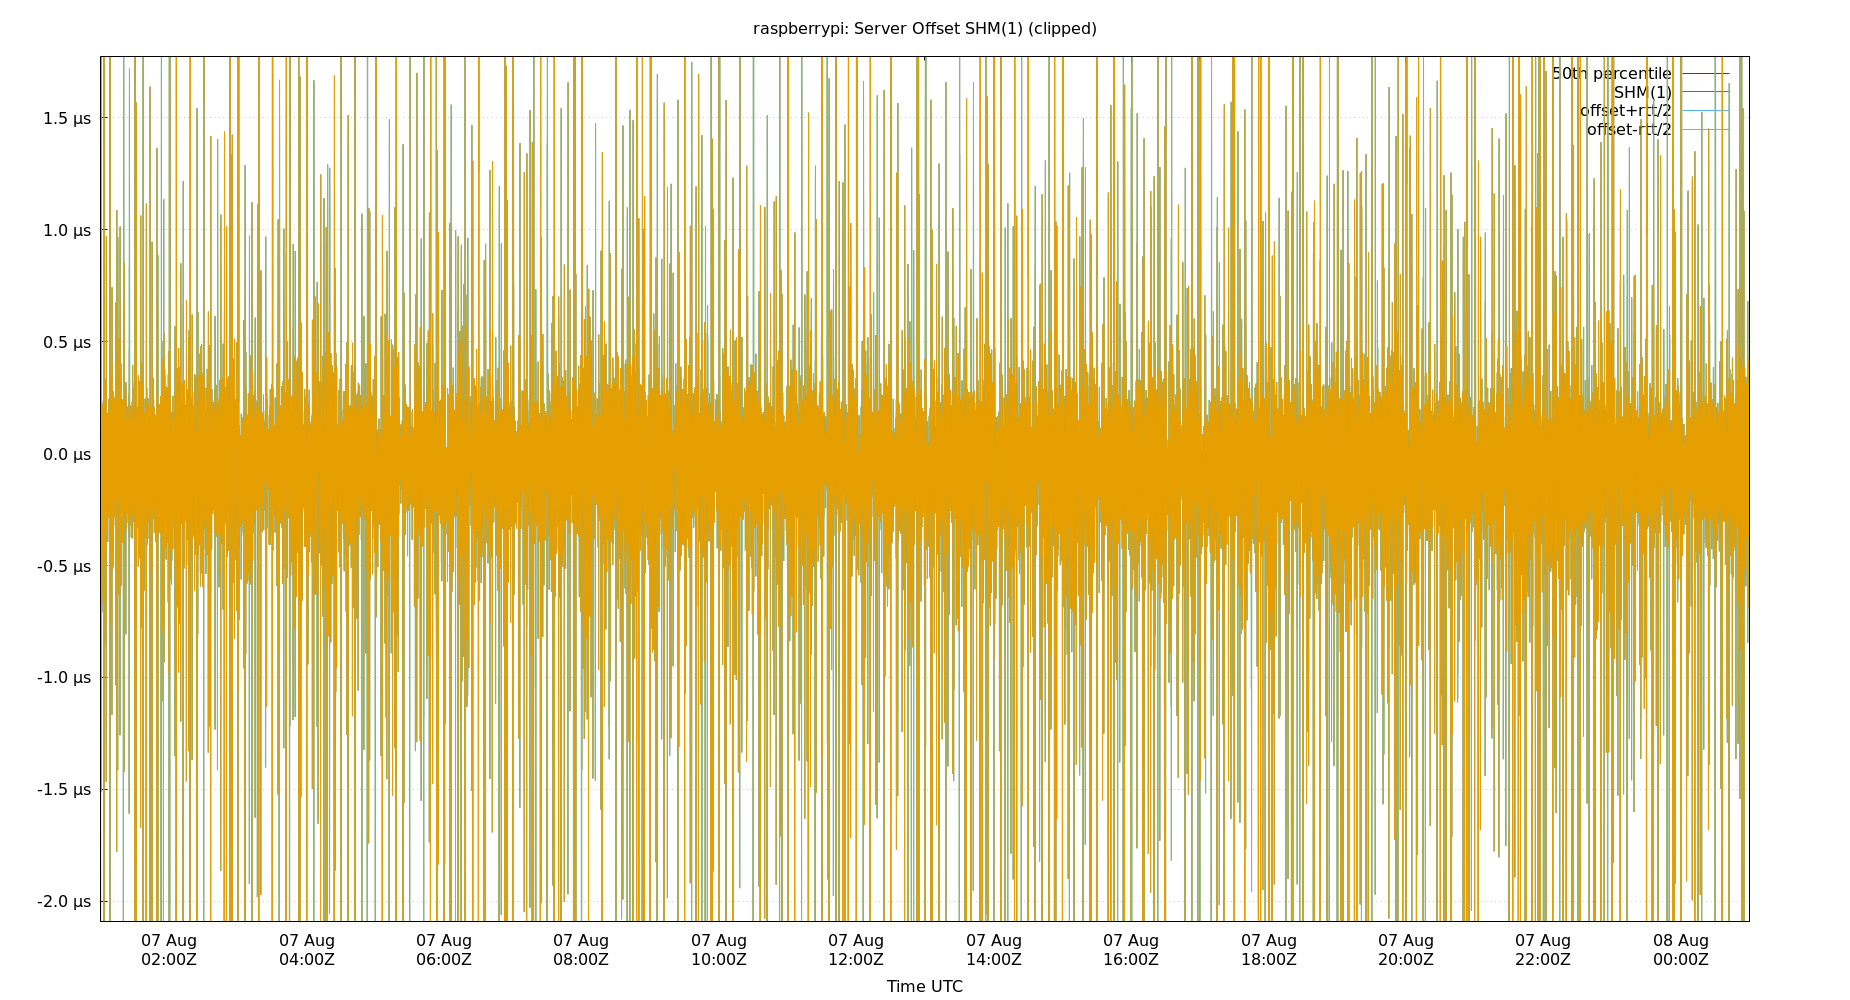 raspberrypi: Server Offset SHM(1) (clipped)
50th percentile
SHM(1)
offset+rtt/2
offset-rtt/2
1.5 µs
1.0 µs
0.5 µs
0.0 µs
-0.5 µs
-1.0 µs
-1.5 µs
-2.0 µs
07 Aug 07 Aug 07 Aug 07 Aug 07 Aug 07 Aug 07 Aug 07 Aug 07 Aug 07 Aug 07 Aug 08 Aug
02:00Z 04:00Z 06:00Z 08:00Z 10:00Z 12:00Z 14:00Z 16:00Z 18:00Z 20:00Z 22:00Z 00:00Z
Time UTC